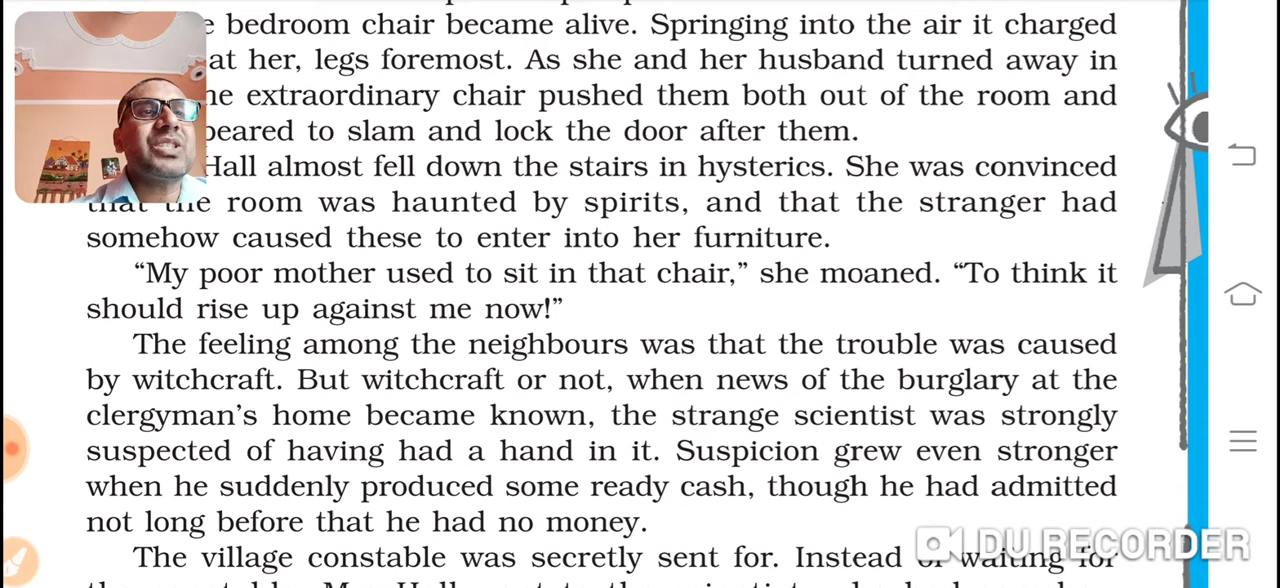 bedroom chair became alive. Springing into the air it charged
at her, legs foremost. As she and her husband turned away in
extraordinary chair pushed them both out of the room and
to slam and lock the door after them.
Hall almost fell down the stairs in hysterics. She was convinced
that the room was haunted by spirits, and that the stranger had
somehow caused these to enter into her furniture.
“My poor mother used to sit in that chair,” she moaned. “To think it
should rise up against me now!”
The feeling among the neighbours was that the trouble was caused
by witchcraft. But witchcraft or not, when news of the burglary at the
clergyman’s home became known, the strange scientist was strongly
suspected of having had a hand in it. Suspicion grew even stronger
when he suddenly produced some ready cash, though he had admitted
not long before that he had no money.
DU RECORDER
The village constable was secretly sent for. Instead of waiting for